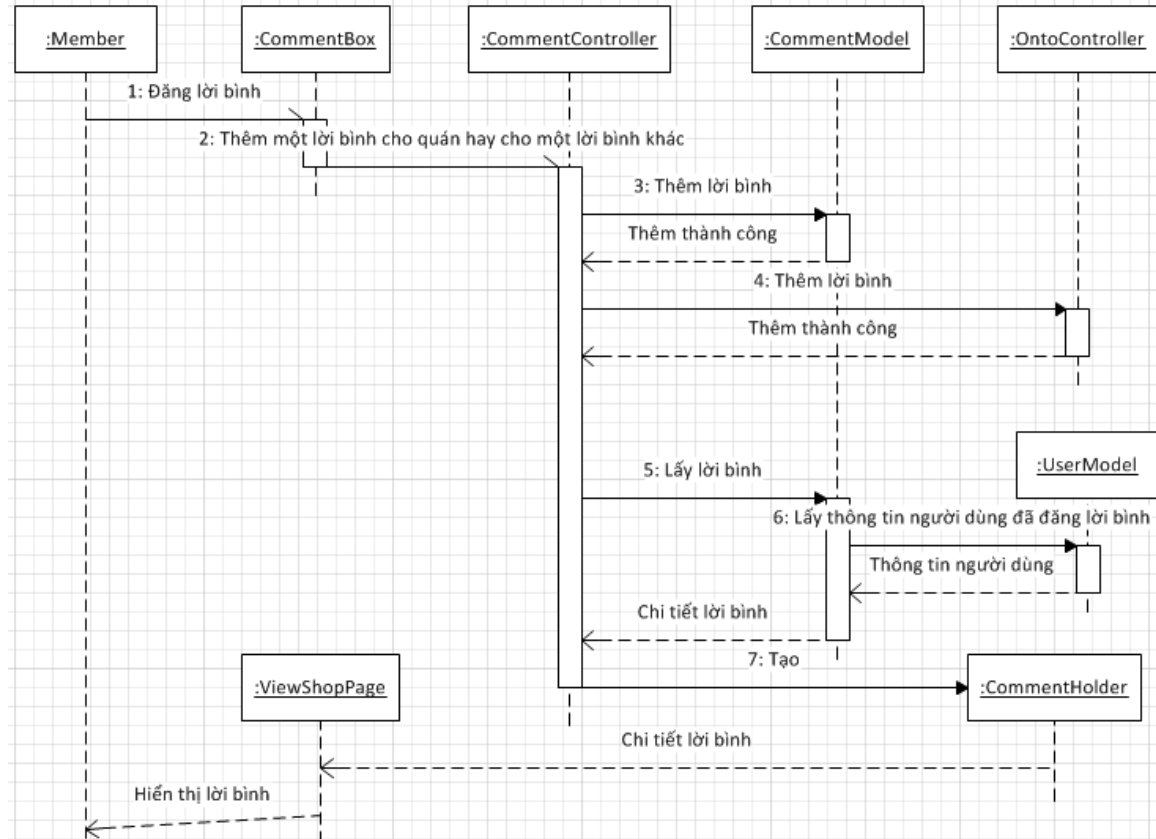 :Member
:CommentBox
:CommentController
:CommentModel
:OntoController
1: Đăng lời bình
2: Thêm một lời bình cho quán hay cho một lời bình khác
3: Thêm lời bình
Thêm thành công
4: Thêm lời bình
Thêm thành công
:UserModel
5: Lấy lời bình
6: Lấy thông tin người dùng đã đăng lời bình
Thông tin người dùng
Chi tiết lời bình
7: Tạo
:ViewShopPage
:CommentHolder
Chi tiết lời bình
Hiển thị lời bình